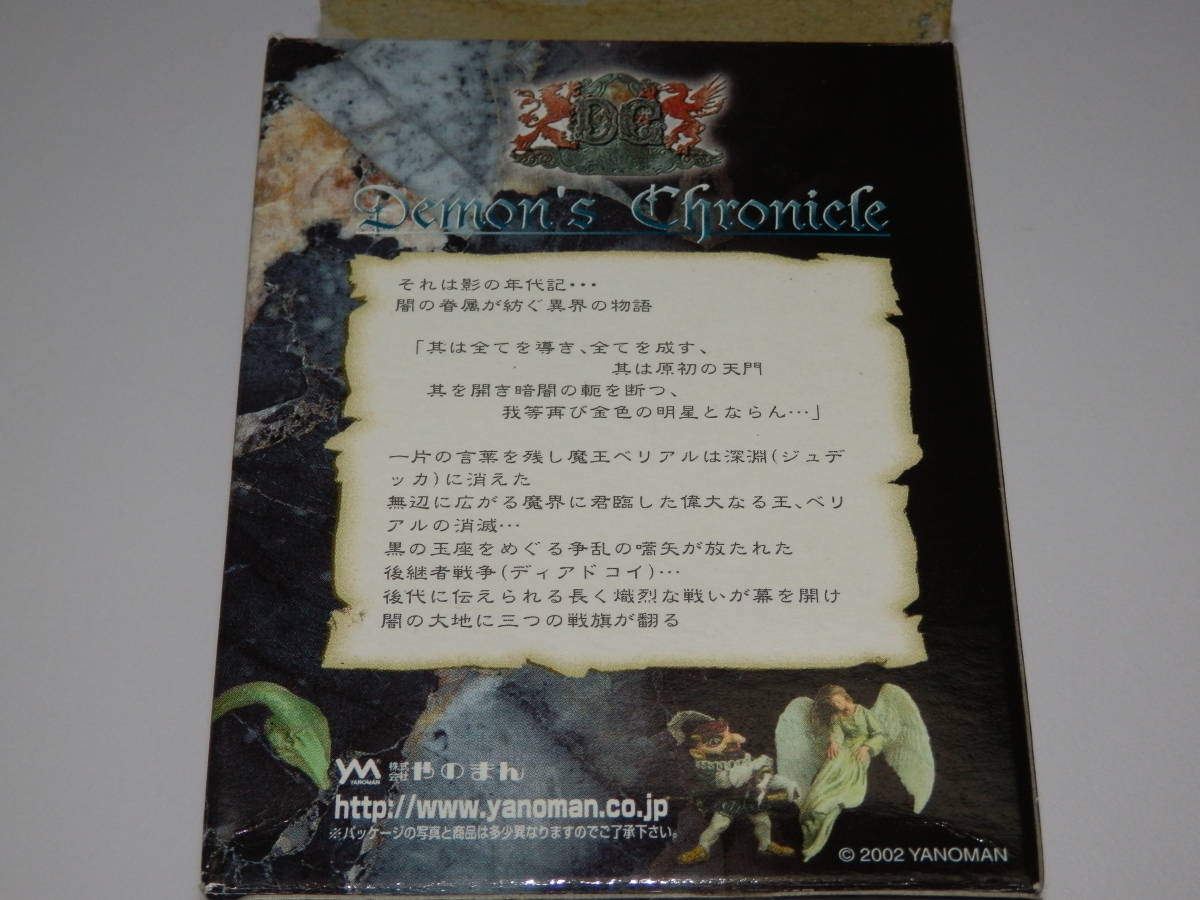 DC
Demon's Chronicle
それは影の年代記・・・
闇の眷属が紡ぐ異界の物語
「其は全てを導き、全てを成す、
其は原初の天門
其を開き暗闇の軛を断つ、
我等再び金色の明星とならん…」
一片の言葉を残し魔王ベリアルは深淵(ジュデ
ッカ)に消えた
無辺に広がる魔界に君臨した偉大なる王、ベリ
アルの消滅…
黒の玉座をめぐる争乱の嚆矢が放たれた
後継者戦争(ディアドコイ)…
後代に伝えられる長く熾烈な戦いが幕を開け
闇の大地に三つの戦旗が翻る
YM YANOMAN 株式会社 やのまん
http://www.yanoman.co.jp
※パッケージの写真と商品は多少異なりますのでご了承下さい。
© 2002 YANOMAN